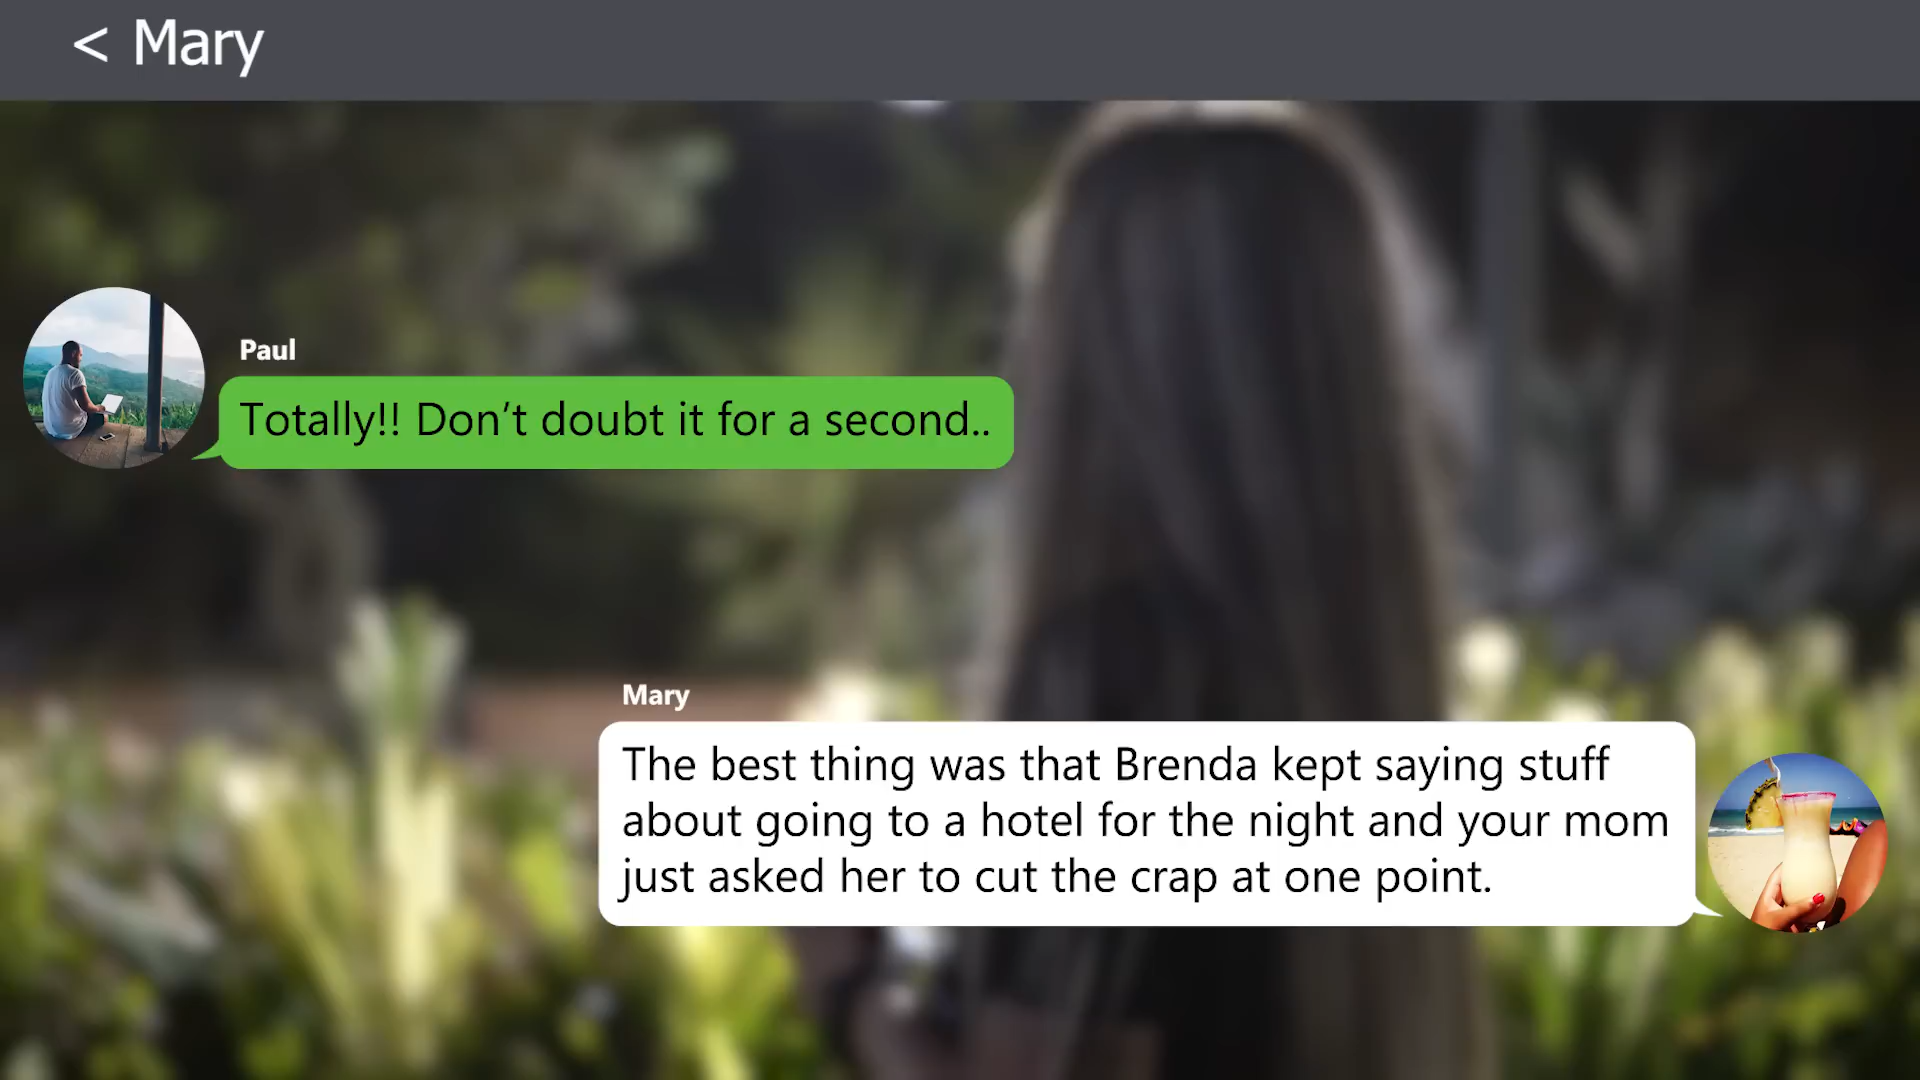 < Mary
Paul
Totally!! Don't doubt it for a second..
Mary
The best thing was that Brenda kept saying stuff
about going to a hotel for the night and your mom
just asked her to cut the crap at one point.